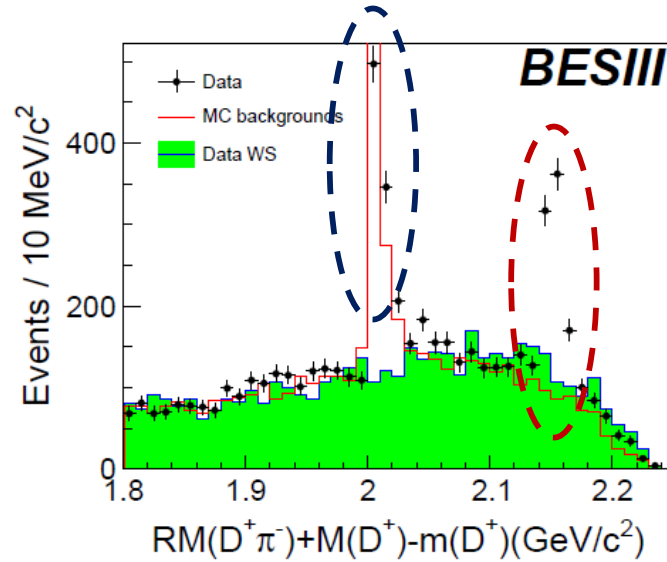 BESIII
Data
MC backgrounds
Data WS
Events / 10 MeV/c²
400
200
0
1.8 1.9 2 2.1 2.2
RM(D⁺π⁻)+M(D⁺)-m(D⁺)(GeV/c²)